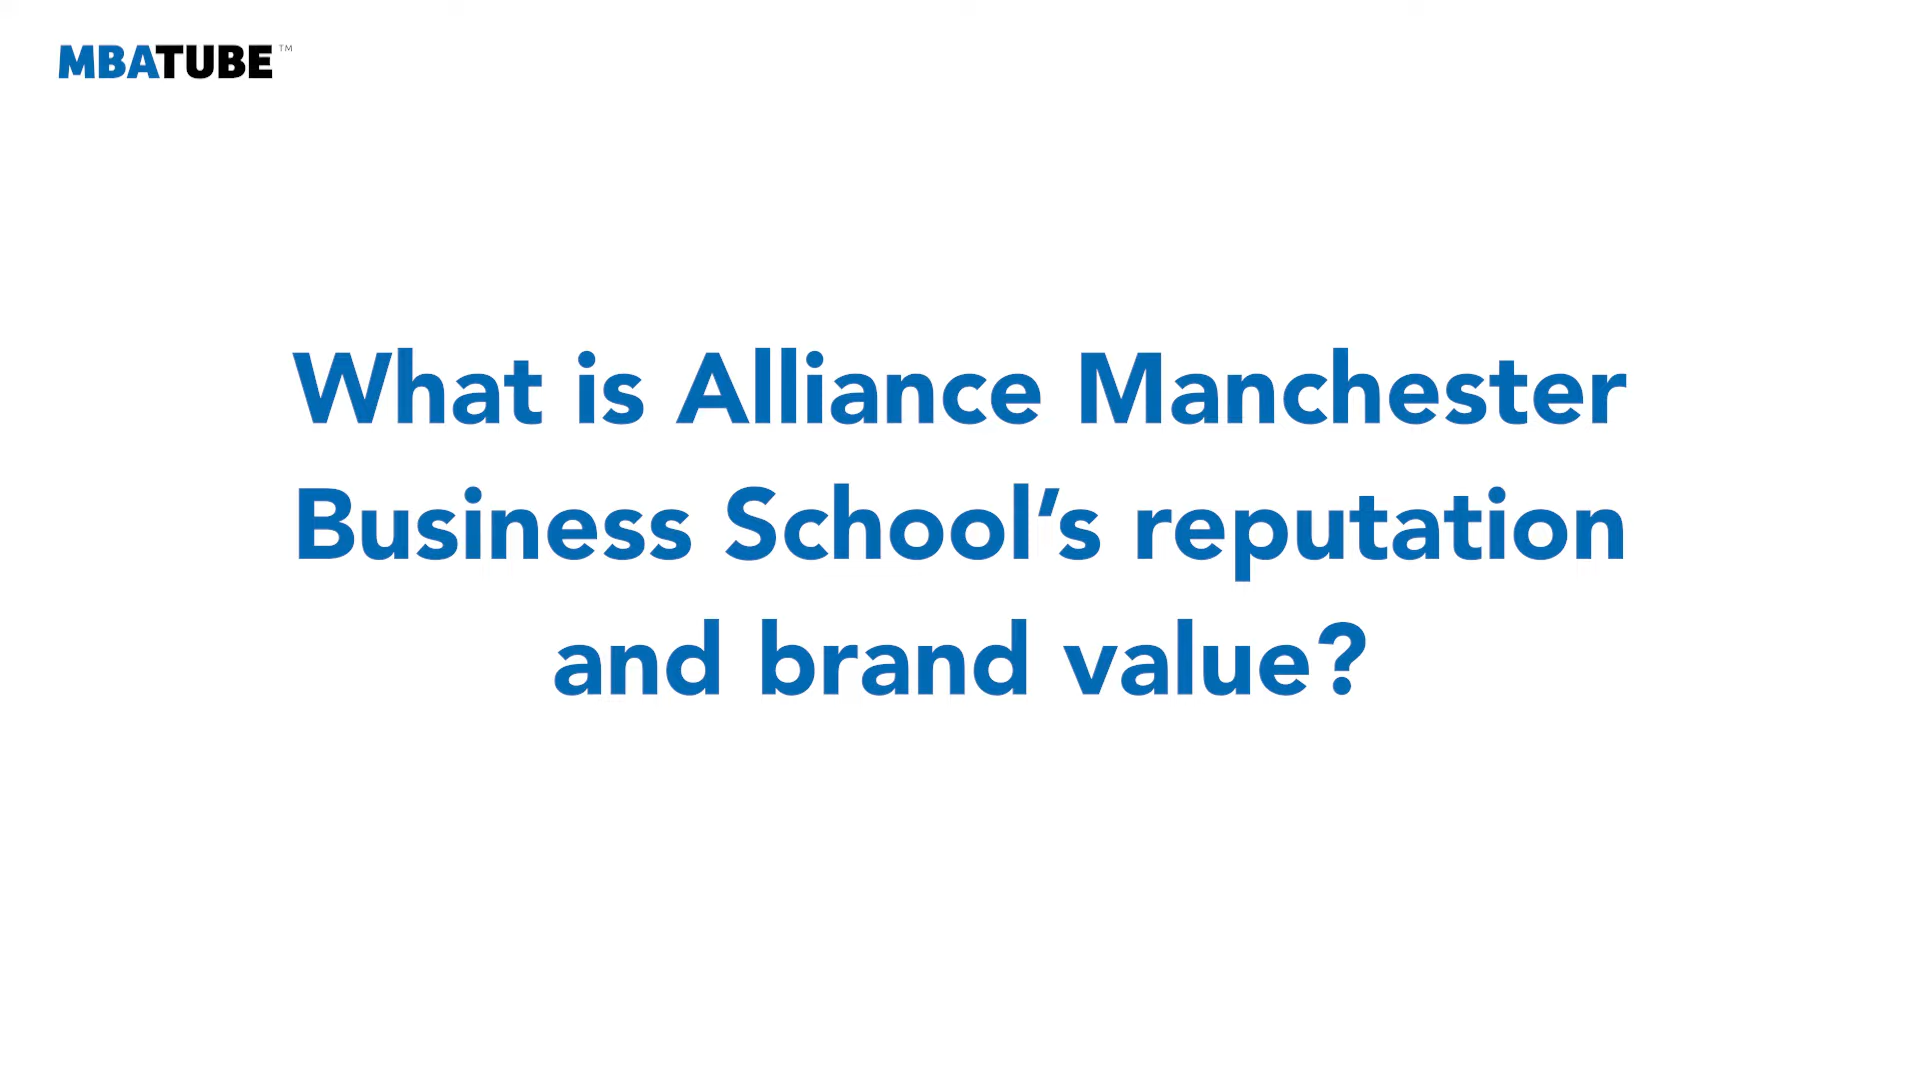 MBATUBE™
What is Alliance Manchester
Business School’s reputation
and brand value?